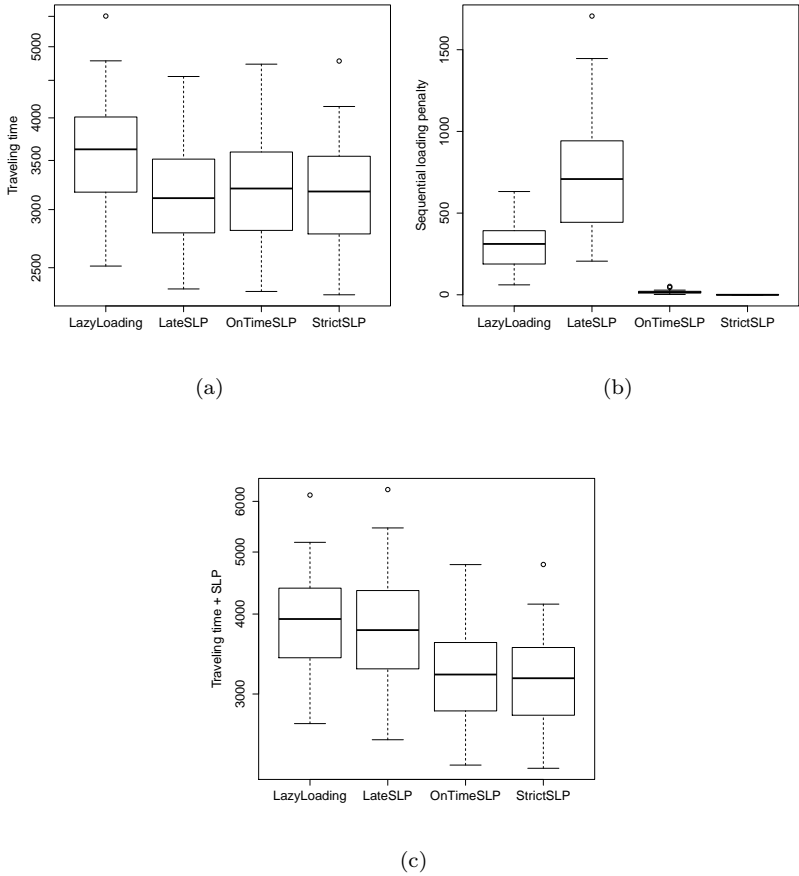 Traveling time
5000
4000
3500
3000
2500
LazyLoading LateSLP OnTimeSLP StrictSLP
(a)
Sequential loading penalty
1500
1000
500
0
LazyLoading LateSLP OnTimeSLP StrictSLP
(b)
Traveling time + SLP
6000
5000
4000
3000
LazyLoading LateSLP OnTimeSLP StrictSLP
(c)